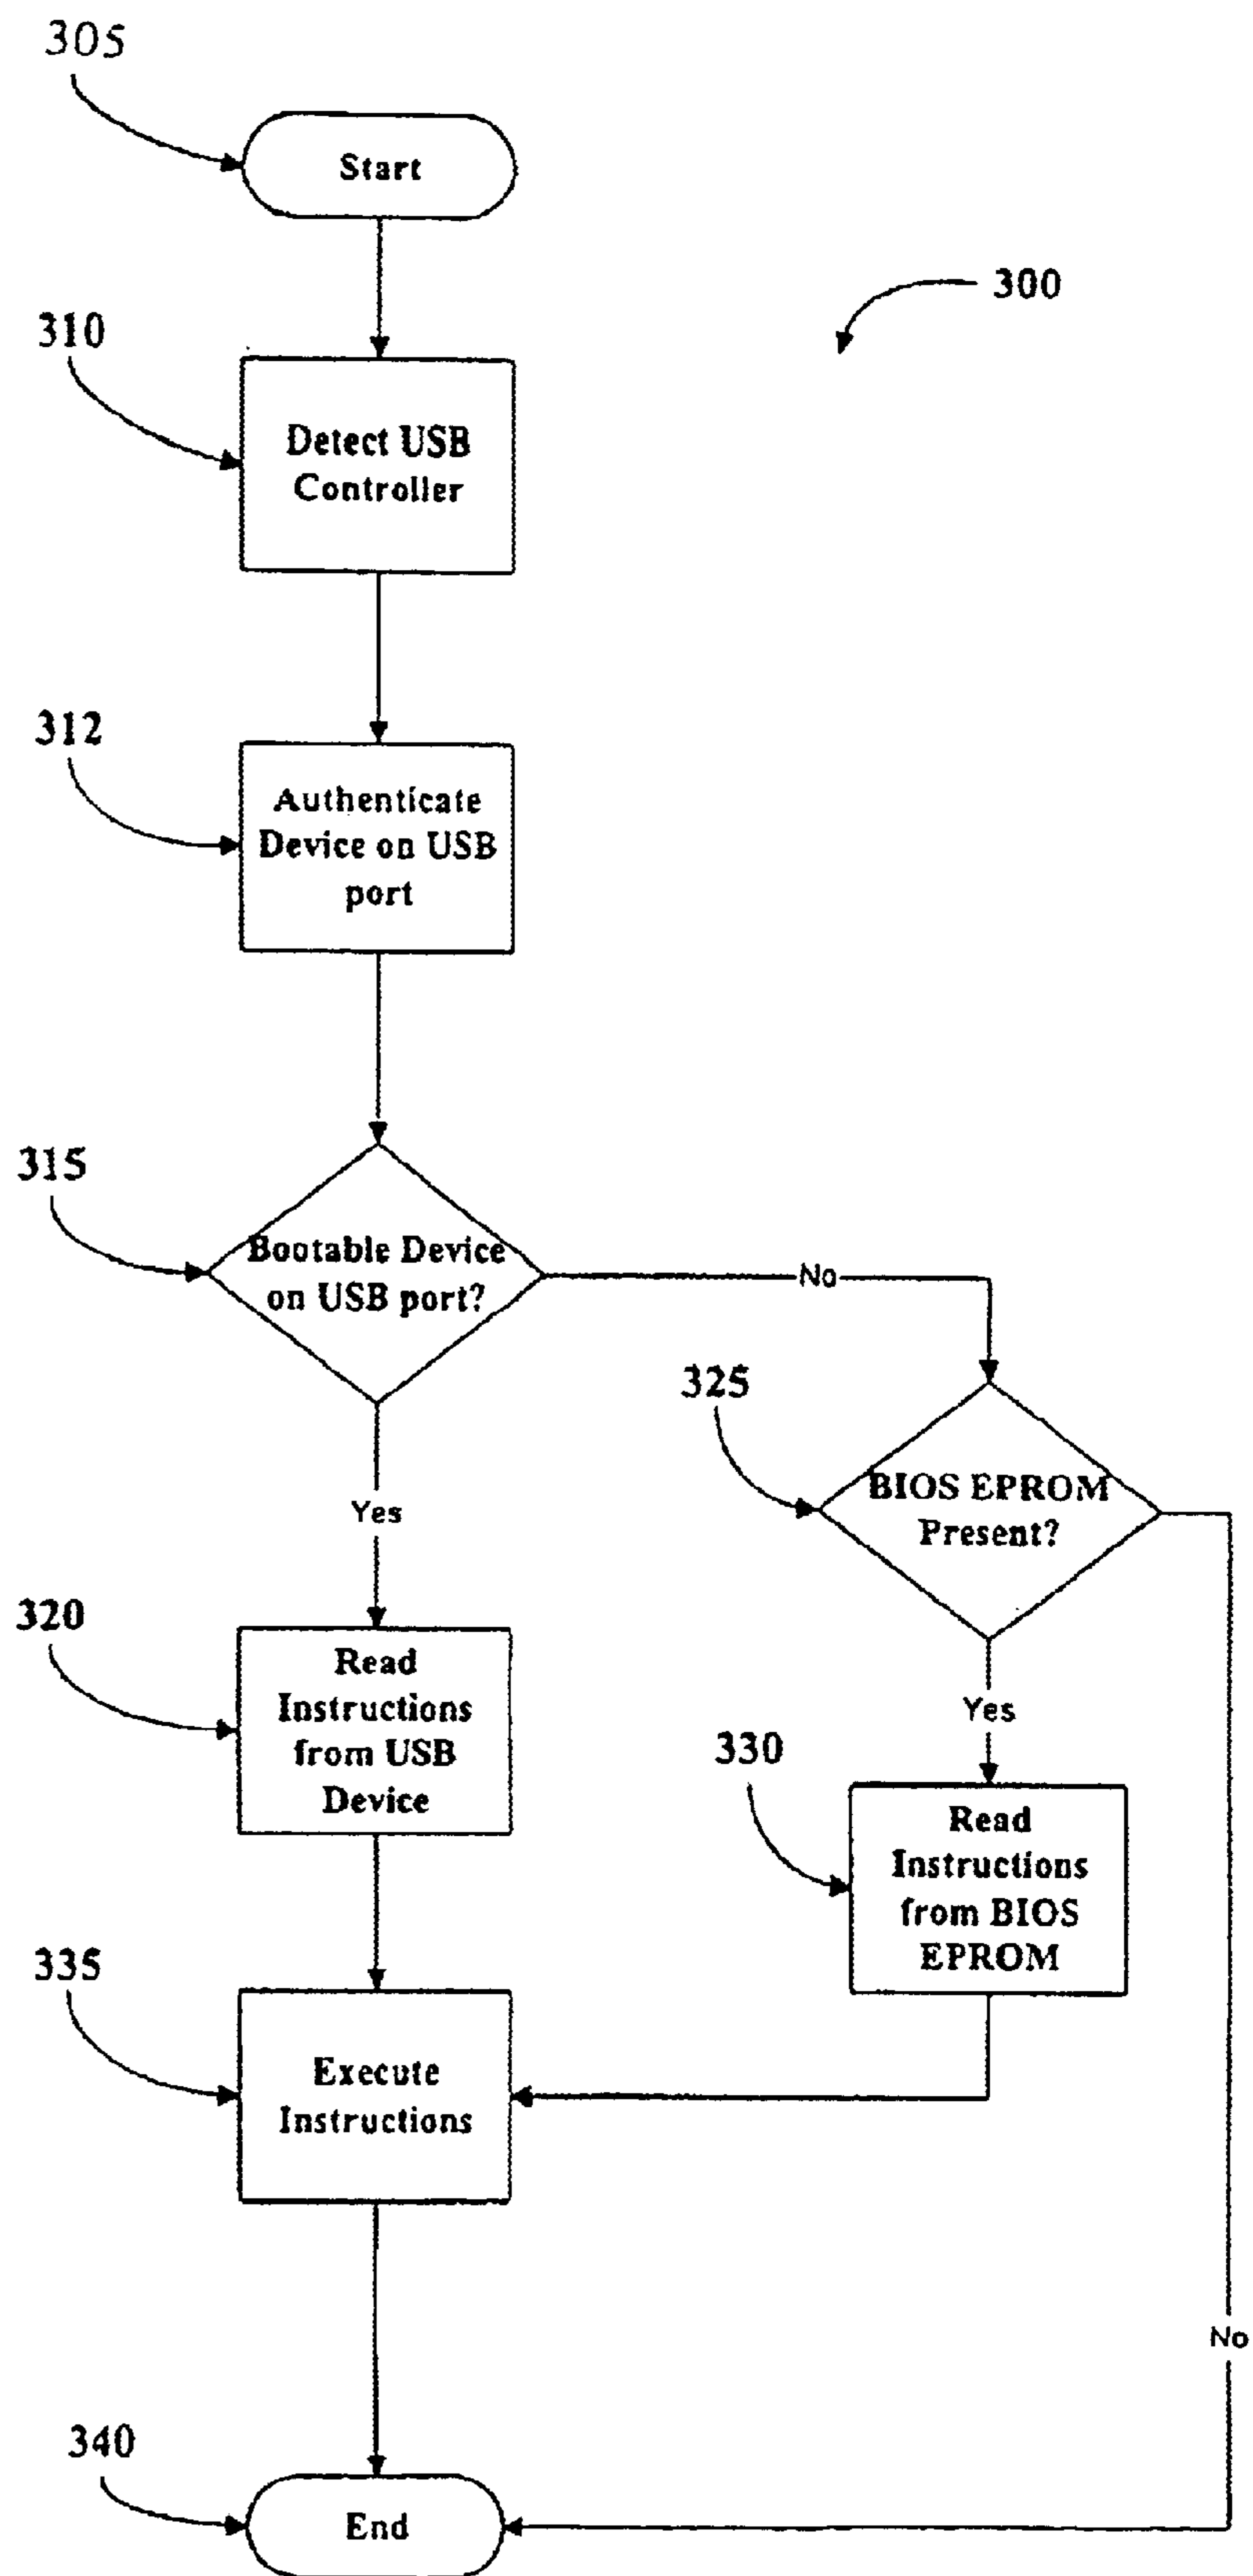 305
Start
300
310
Detect USB
Controller
312
Authenticate
Device on USB
port
315
Bootable Device
on USB port?
No
325
BIOS EPROM
Present?
Yes
Yes
320
Read
Instructions
from USB
Device
330
Read
Instructions
from BIOS
EPROM
335
Execute
Instructions
No
340
End